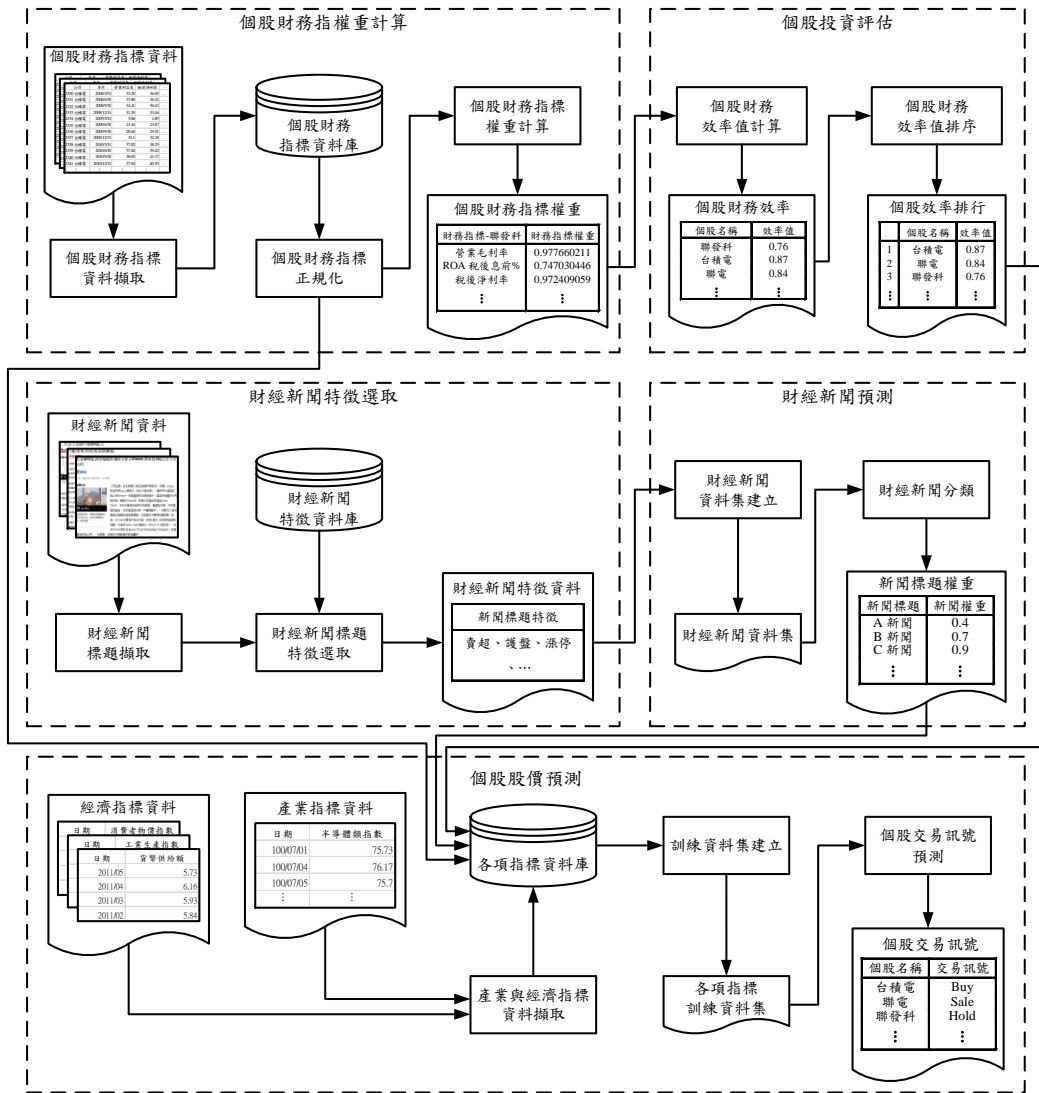 個股財務指權重計算
個股財務指標資料
個股財務
指標資料庫
個股財務指標
權重計算
個股財務指標
資料擷取
個股財務指標
正規化
個股財務指標權重
財務指標-聯發科 財務指標權重
營業毛利率 0.977660211
ROA 稅後息前% 0.747030446
稅後淨利率 0.972409059
⋮ ⋮
個股投資評估
個股財務
效率值計算
個股財務
效率值排序
個股財務效率
個股名稱 效率值
聯發科 0.76
台積電 0.87
聯電 0.84
⋮ ⋮
個股效率排行
個股名稱 效率值
1 台積電 0.87
2 聯電 0.84
3 聯發科 0.76
⋮ ⋮ ⋮
財經新聞特徵選取
財經新聞資料
財經新聞
特徵資料庫
財經新聞
標題擷取
財經新聞標題
特徵選取
財經新聞特徵資料
新聞標題特徵
賣超、護盤、漲停
、…
財經新聞預測
財經新聞
資料集建立
財經新聞分類
財經新聞資料集
新聞標題權重
新聞標題 新聞權重
A 新聞 0.4
B 新聞 0.7
C 新聞 0.9
⋮ ⋮
個股股價預測
經濟指標資料
日期 消費者物價指數
日期 工業生產指數
日期 貨幣供給額
2011/05 5.73
2011/04 6.16
2011/03 5.93
2011/02 5.84
產業指標資料
日期 半導體類指數
100/07/01 75.73
100/07/04 76.17
100/07/05 75.7
⋮ ⋮
各項指標資料庫
產業與經濟指標
資料擷取
訓練資料集建立
各項指標
訓練資料集
個股交易訊號
預測
個股交易訊號
個股名稱 交易訊號
台積電 Buy
聯電 Sale
聯發科 Hold
⋮ ⋮